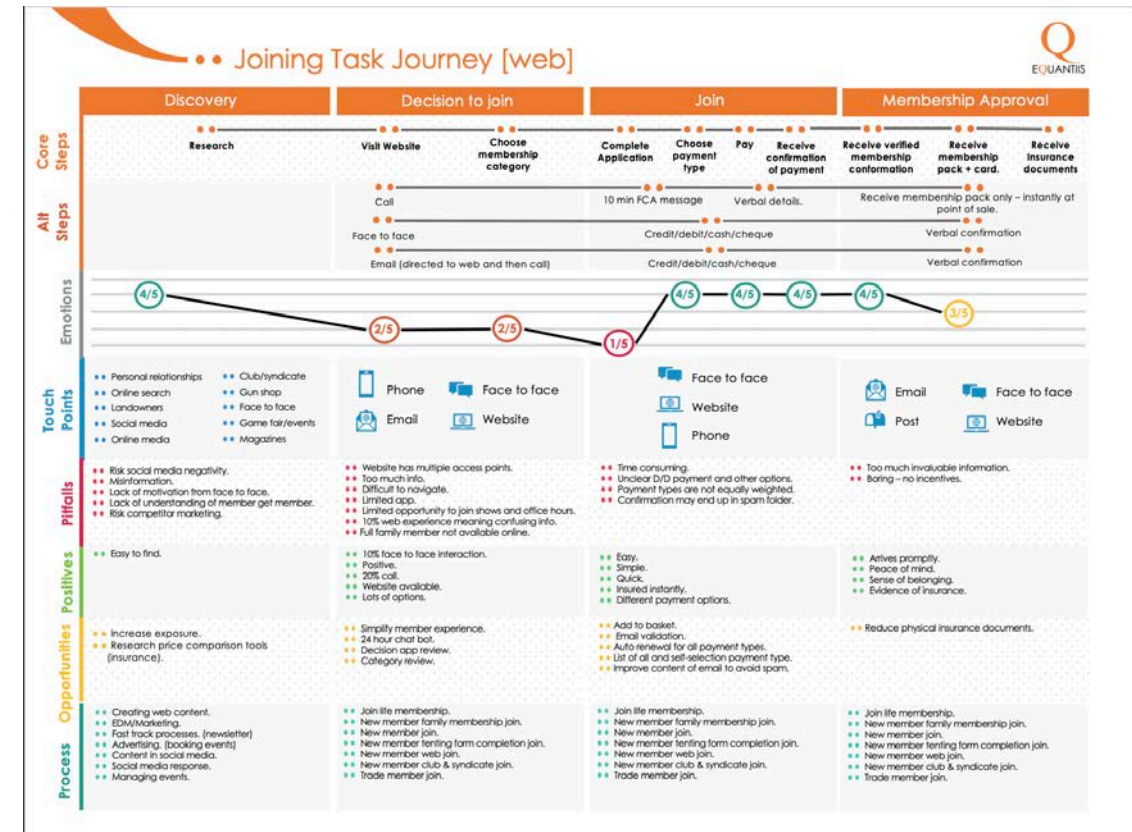 Joining Task Journey [web]
EQUANTIIS
Discovery
Decision to join
Join
Membership Approval
Core
Steps
Research
Visit Website
Choose
membership
category
Complete
Application
Choose
payment
type
Pay
Receive
confirmation
of payment
Receive verified
membership
conformation
Receive
membership
pack + card.
Receive
Insurance
documents
Alt
Steps
Call
10 min FCA message
Verbal details.
Receive membership pack only – instantly at
point of sale.
Face to face
Credit/debit/cash/cheque
Verbal confirmation
Email (directed to web and then call)
Credit/debit/cash/cheque
Verbal confirmation
Emotions
4/5
2/5
2/5
1/5
4/5
4/5
4/5
4/5
3/5
Touch
Points
Personal relationships
Online search
Landowners
Social media
Online media
Club/syndicate
Gun shop
Face to face
Game fair/events
Magazines
Phone
Face to face
Email
Website
Face to face
Website
Phone
Email
Face to face
Post
Website
Pitfalls
Risk social media negativity.
Misinformation.
Lack of motivation from face to face.
Lack of understanding of member get member.
Risk competitor marketing.
Website has multiple access points.
Too much info.
Difficult to navigate.
Limited app.
Limited opportunity to join shows and office hours.
10% web experience meaning confusing info.
Full family member not available online.
Time consuming.
Unclear D/D payment and other options.
Payment types are not equally weighted.
Confirmation may end up in spam folder.
Too much invaluable information.
Boring – no incentives.
Positives
Easy to find.
10% face to face interaction.
Positive.
20% call.
Website available.
Lots of options.
Easy.
Simple.
Quick.
Insured instantly.
Different payment options.
Arrives promptly.
Peace of mind.
Sense of belonging.
Evidence of insurance.
Opportunities
Increase exposure.
Research price comparison tools
(insurance).
Simplify member experience.
24 hour chat bot.
Decision app review.
Category review.
Add to basket.
Email validation.
Auto renewal for all payment types.
List of all and self-selection payment type.
Improve content of email to avoid spam.
Reduce physical insurance documents.
Process
Creating web content.
EDM/Marketing.
Fast track processes. (newsletter)
Advertising. (booking events)
Content in social media.
Social media response.
Managing events.
Join life membership.
New member family membership join.
New member join.
New member tenting form completion join.
New member web join.
New member club & syndicate join.
Trade member join.
Join life membership.
New member family membership join.
New member join.
New member tenting form completion join.
New member web join.
New member club & syndicate join.
Trade member join.
Join life membership.
New member family membership join.
New member join.
New member tenting form completion join.
New member web join.
New member club & syndicate join.
Trade member join.